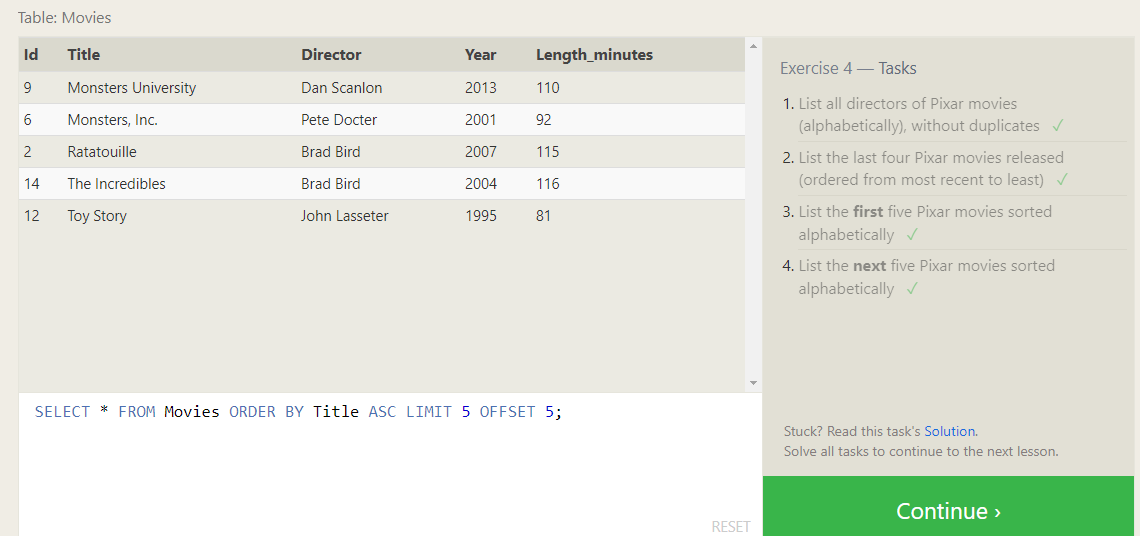 Table: Movies
Id Title Director Year Length_minutes
9 Monsters University Dan Scanlon 2013 110
6 Monsters, Inc. Pete Docter 2001 92
2 Ratatouille Brad Bird 2007 115
14 The Incredibles Brad Bird 2004 116
12 Toy Story John Lasseter 1995 81
SELECT * FROM Movies ORDER BY Title ASC LIMIT 5 OFFSET 5;
RESET
Exercise 4 — Tasks
1. List all directors of Pixar movies
(alphabetically), without duplicates ✓
2. List the last four Pixar movies released
(ordered from most recent to least) ✓
3. List the first five Pixar movies sorted
alphabetically ✓
4. List the next five Pixar movies sorted
alphabetically ✓
Stuck? Read this task's Solution.
Solve all tasks to continue to the next lesson.
Continue ›